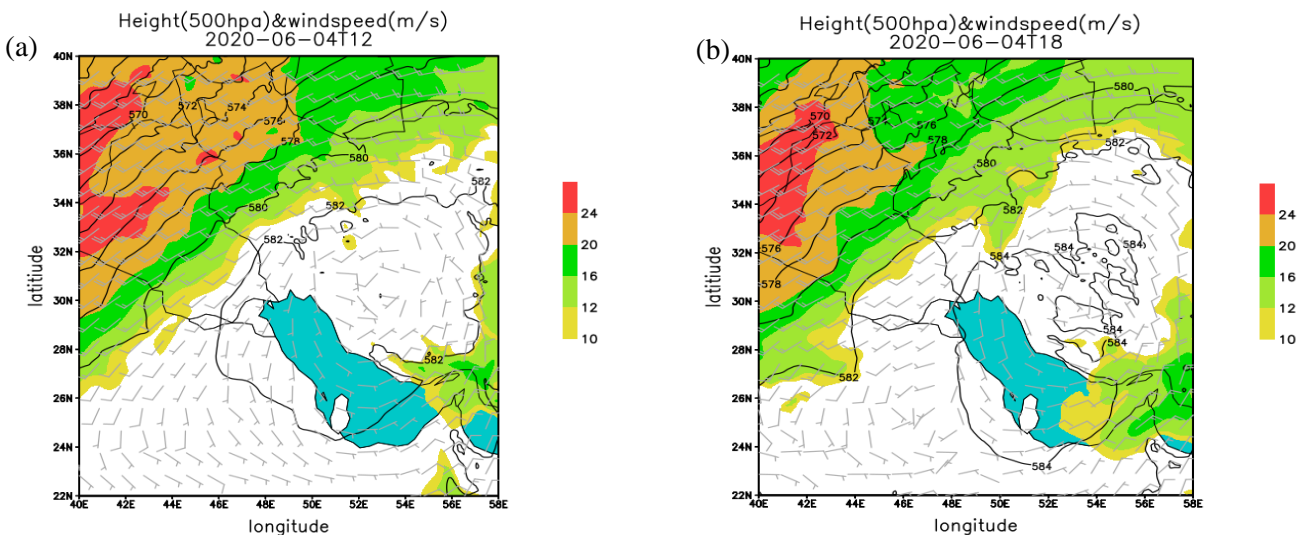 (a)
Height(500hpa)&windspeed(m/s)
2020-06-04T12
latitiude
40N
38N
36N
34N
32N
30N
28N
26N
24N
22N
570
572
574
576
578
580
580
582
582
582
582
40E
42E
44E
46E
48E
50E
52E
54E
56E
58E
longitude
24
20
16
12
10
(b)
Height(500hpa)&windspeed(m/s)
2020-06-04T18
latitiude
40N
38N
36N
34N
32N
30N
28N
26N
24N
22N
580
570
572
576
578
582
580
582
576
578
584
584
584
584
584
582
584
40E
42E
44E
46E
48E
50E
52E
54E
56E
58E
longitude
24
20
16
12
10